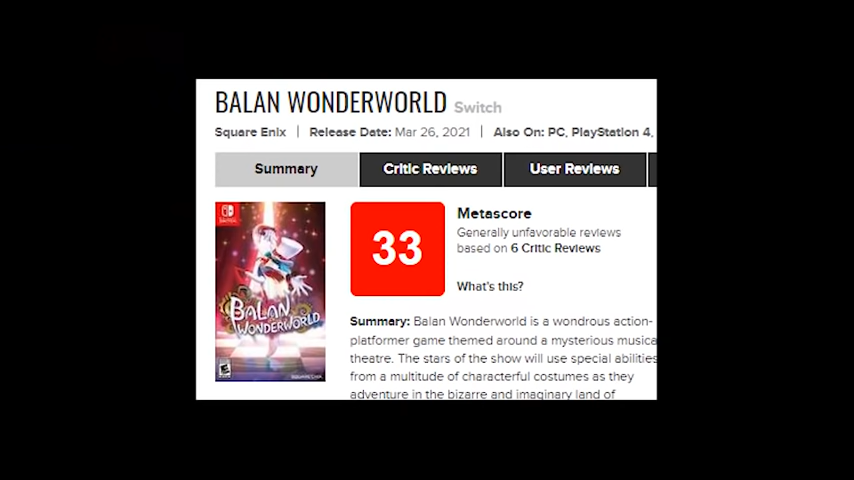 BALAN WONDERWORLD Switch
Square Enix | Release Date: Mar 26, 2021 | Also On: PC, PlayStation 4,
Summary Critic Reviews User Reviews
33
Metascore
Generally unfavorable reviews
based on 6 Critic Reviews
What's this?
BALAN
WONDERWORLD
SQUARE ENIX
E
Summary: Balan Wonderworld is a wondrous action-
platformer game themed around a mysterious musica
theatre. The stars of the show will use special abilities
from a multitude of characterful costumes as they
adventure in the bizarre and imaginary land of